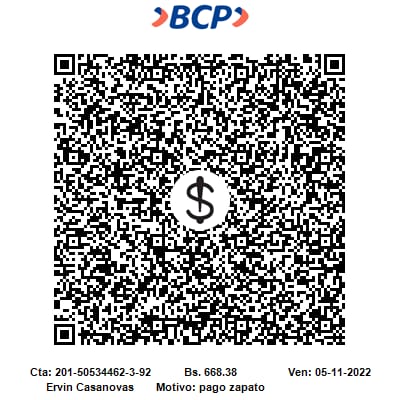 BCP
$
Cta: 201-50534462-3-92 Bs. 668.38 Ven: 05-11-2022
Ervin Casanovas Motivo: pago zapato